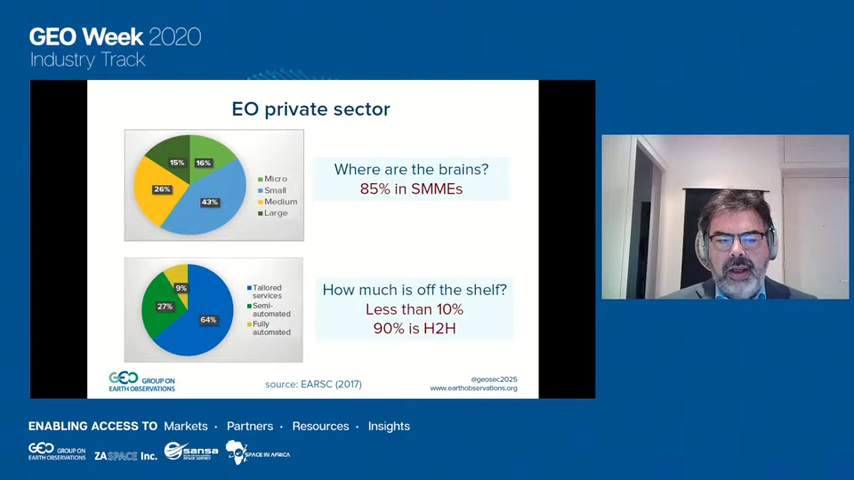 GEO Week 2020
Industry Track
EO private sector
15%
16%
26%
43%
Micro
Small
Medium
Large
Where are the brains?
85% in SMMEs
9%
27%
64%
Tailored
services
Semi-
automated
Fully
automated
How much is off the shelf?
Less than 10%
90% is H2H
GEO GROUP ON
EARTH OBSERVATIONS
source: EARSC (2017)
@geosec2025
www.earthobservations.org
ENABLING ACCESS TO Markets · Partners · Resources · Insights
GEO GROUP ON
EARTH OBSERVATIONS
ZASPACE Inc.
sansa
SPACE IN AFRICA